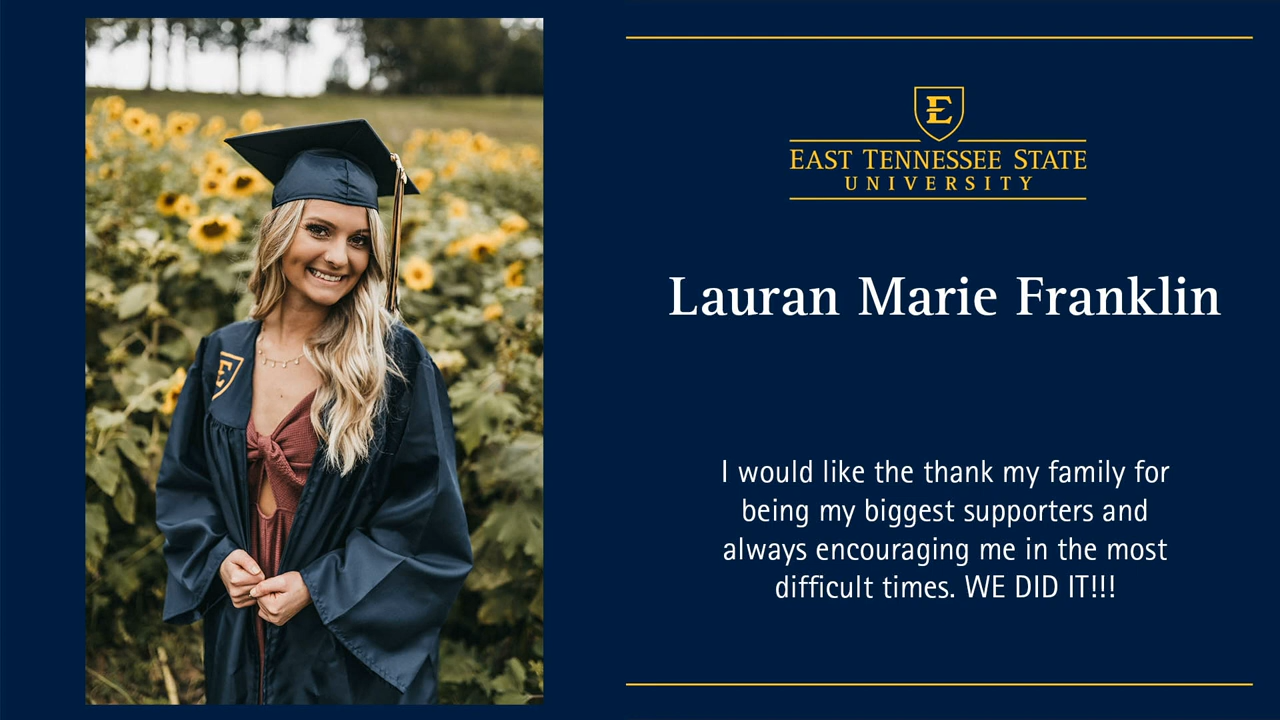 E
E
EAST TENNESSEE STATE
UNIVERSITY
Lauran Marie Franklin
I would like the thank my family for
being my biggest supporters and
always encouraging me in the most
difficult times. WE DID IT!!!